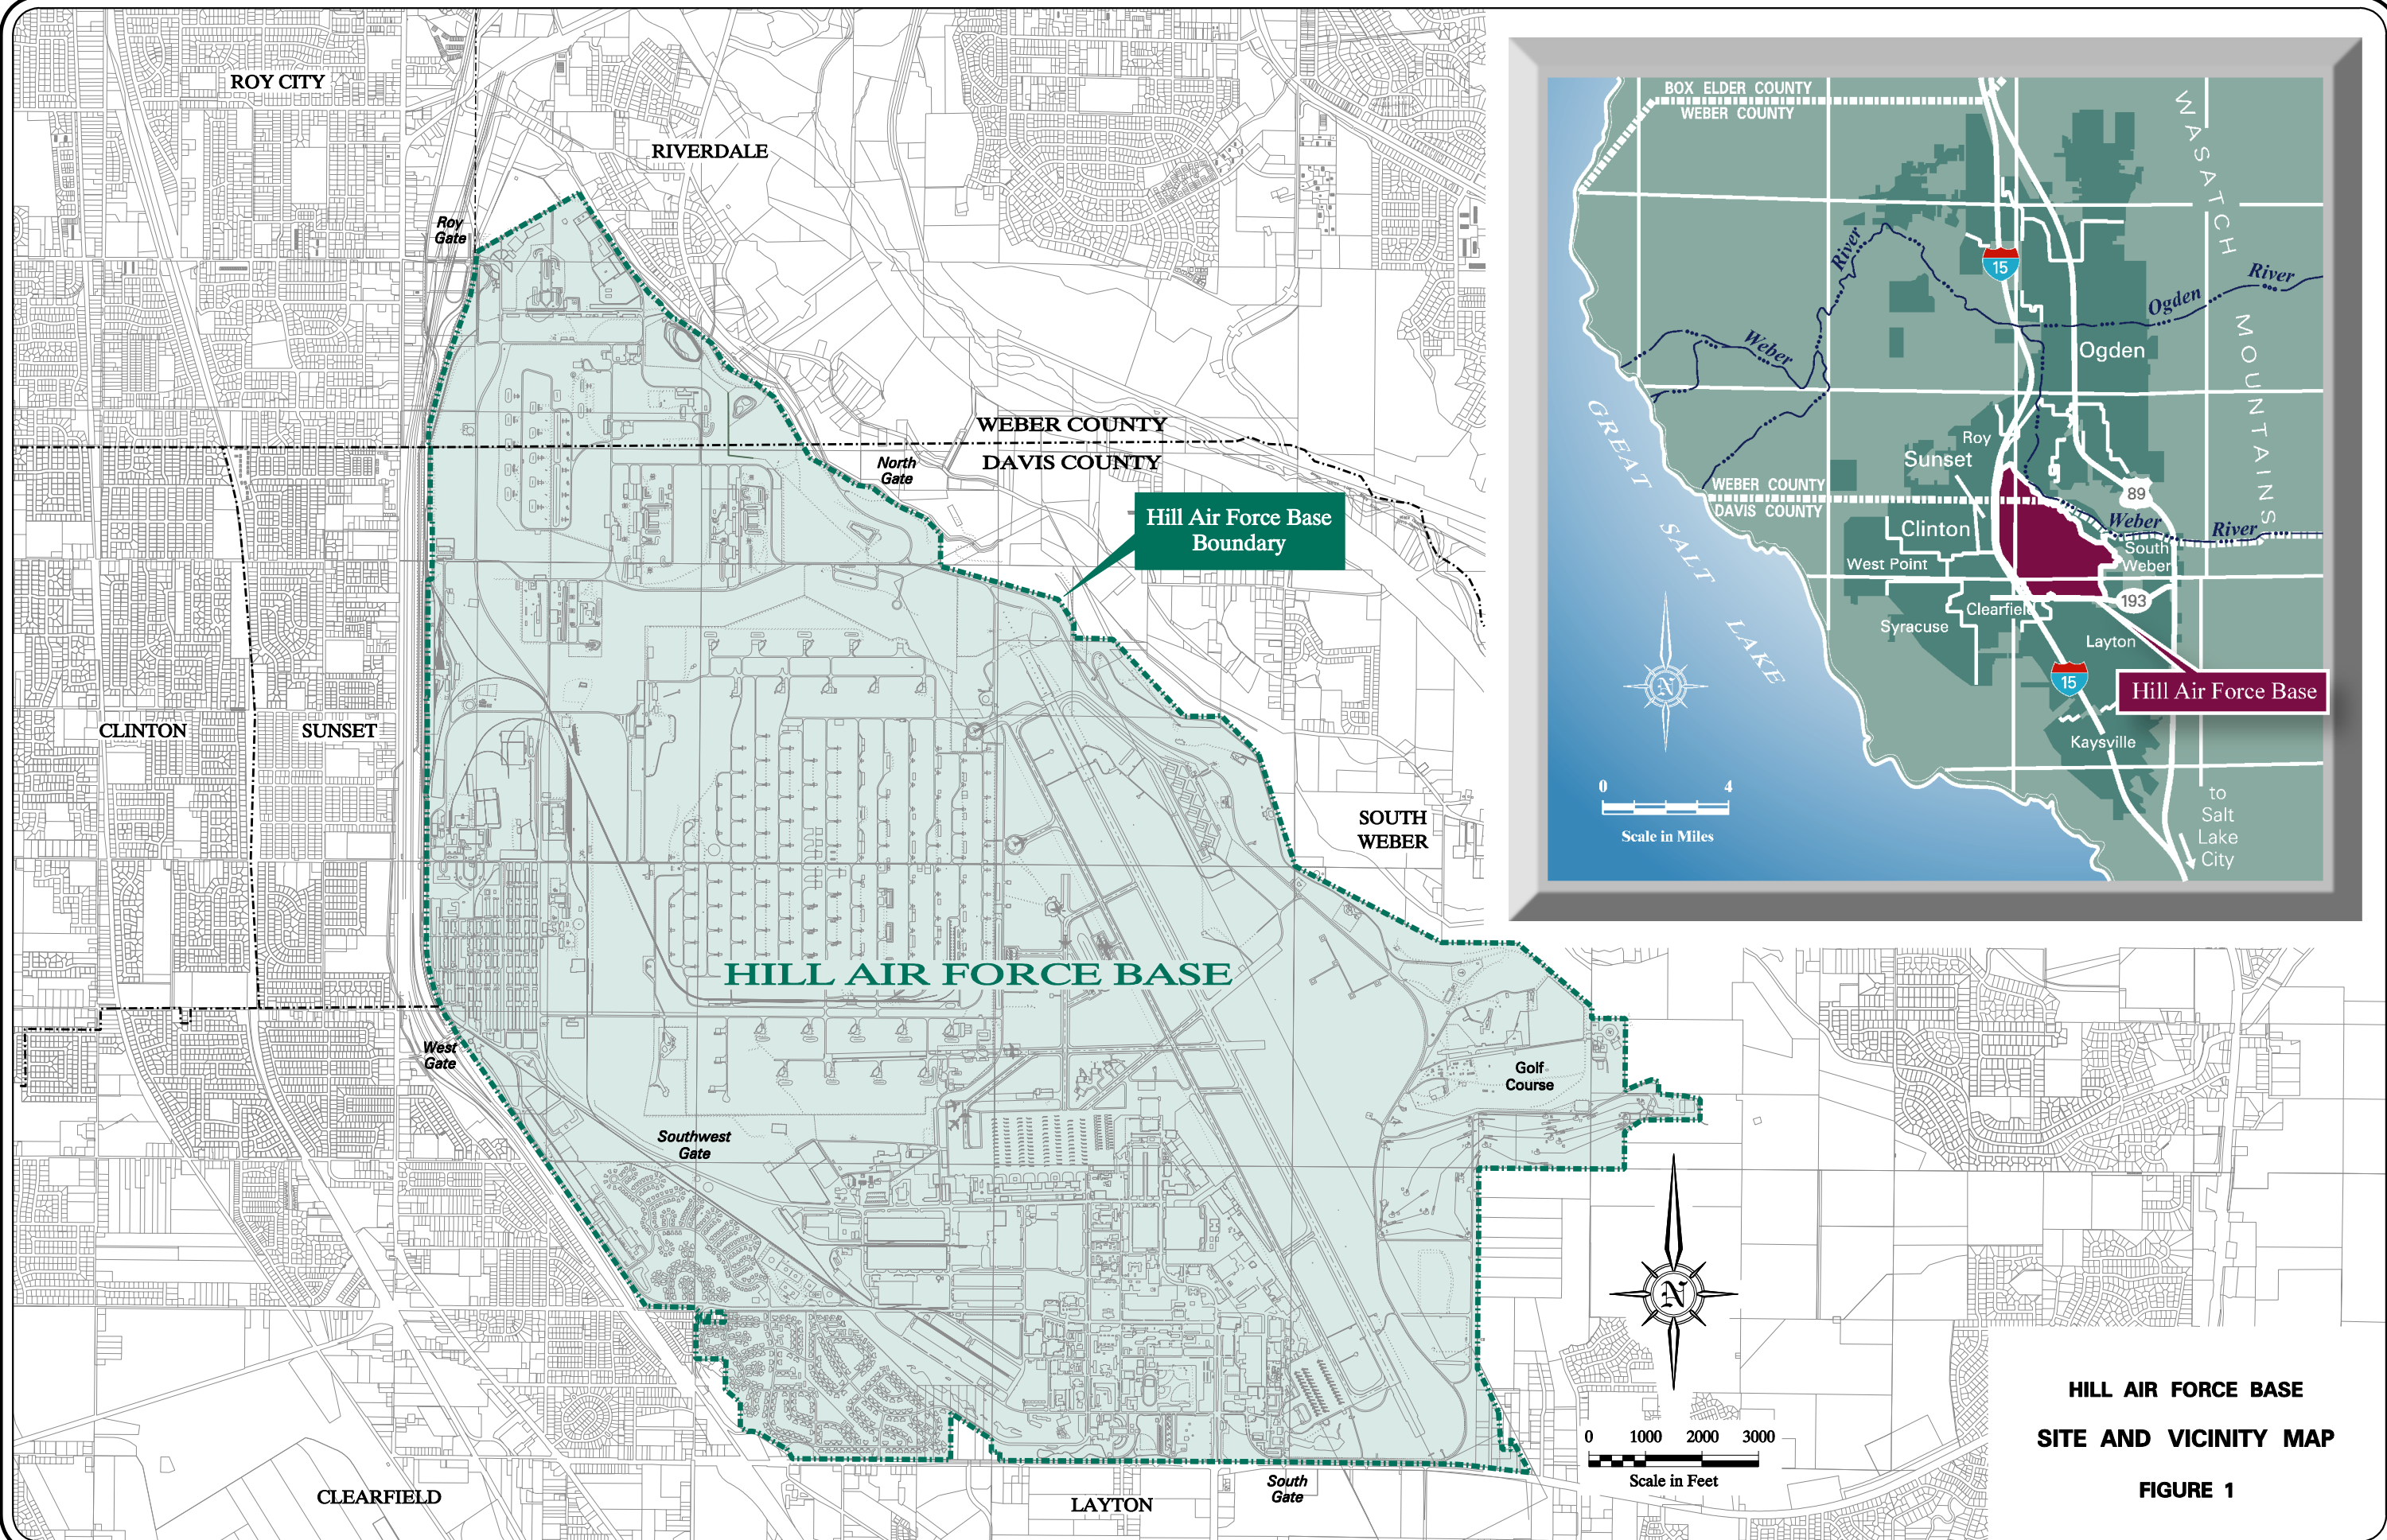 ROY CITY
RIVERDALE
Roy
Gate
WEBER COUNTY
DAVIS COUNTY
North
Gate
Hill Air Force Base
Boundary
CLINTON
SUNSET
SOUTH
WEBER
HILL AIR FORCE BASE
West
Gate
Golf
Course
Southwest
Gate
CLEARFIELD
LAYTON
South
Gate
N
0 1000 2000 3000
Scale in Feet
HILL AIR FORCE BASE
SITE AND VICINITY MAP
FIGURE 1
BOX ELDER COUNTY
WEBER COUNTY
WASATCH
MOUNTAINS
15
River
River
Ogden
Weber
Ogden
GREAT
SALT
LAKE
Roy
Sunset
WEBER COUNTY
DAVIS COUNTY
89
Clinton
Weber
River
South
Weber
West Point
193
Clearfield
Syracuse
Layton
15
Hill Air Force Base
N
Kaysville
0 4
Scale in Miles
to
Salt
Lake
City